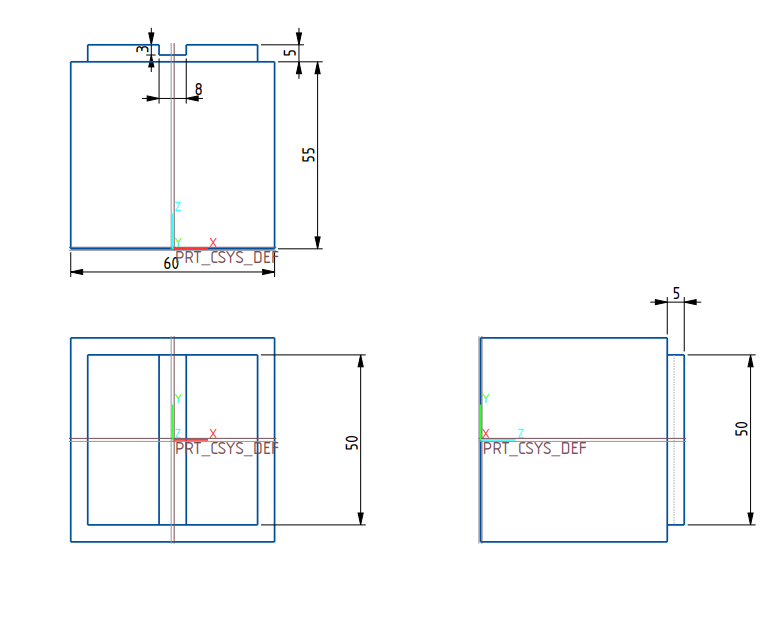 3
5
8
55
Z
Y X
PRT_CSYS_DEF
60
5
Y
Z X
PRT_CSYS_DEF
50
Y
X Z
PRT_CSYS_DEF
50